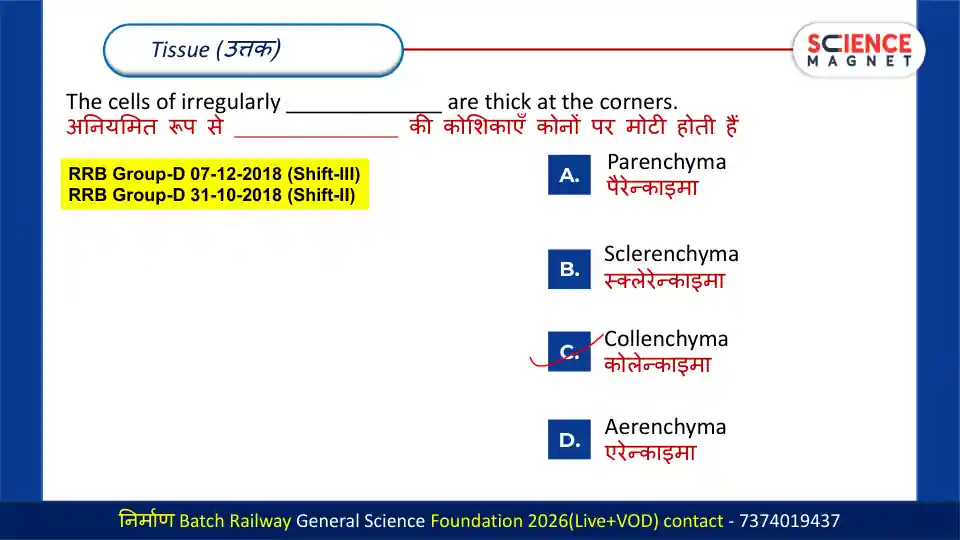 Tissue (उत्तक)
SCIENCE
MAGNET
The cells of irregularly ______________ are thick at the corners.
अनियमित रूप से ______________ की कोशिकाएँ कोनों पर मोटी होती हैं
RRB Group-D 07-12-2018 (Shift-III)
RRB Group-D 31-10-2018 (Shift-II)
A.
Parenchyma
पैरेन्काइमा
B.
Sclerenchyma
स्क्लेरेन्काइमा
C.
Collenchyma
कोलेन्काइमा
D.
Aerenchyma
एरेन्काइमा
निर्माण Batch Railway General Science Foundation 2026(Live+VOD) contact - 7374019437